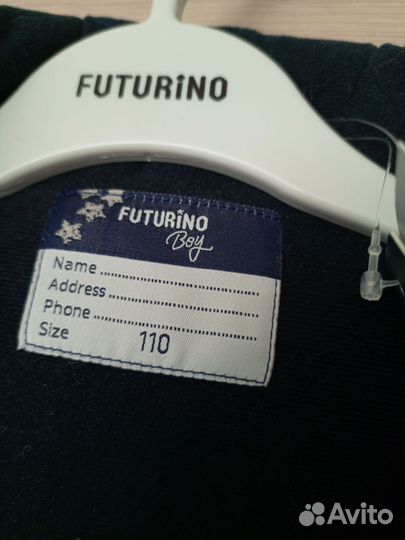 FUTURiNO
FUTURiNO
Boy
Name..............................
Address..........................
Phone.............................
Size 110
Avito